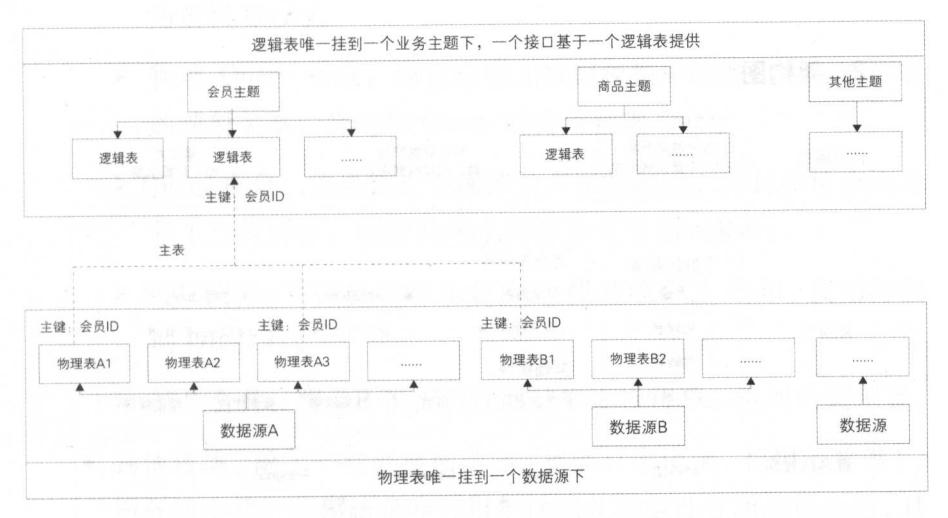 逻辑表唯一挂到一个业务主题下，一个接口基于一个逻辑表提供
会员主题
商品主题
其他主题
逻辑表
逻辑表
……
逻辑表
……
……
主键：会员ID
主表
主键：会员ID
主键：会员ID
主键：会员ID
物理表A1
物理表A2
物理表A3
……
物理表B1
物理表B2
……
……
数据源A
数据源B
数据源
物理表唯一挂到一个数据源下